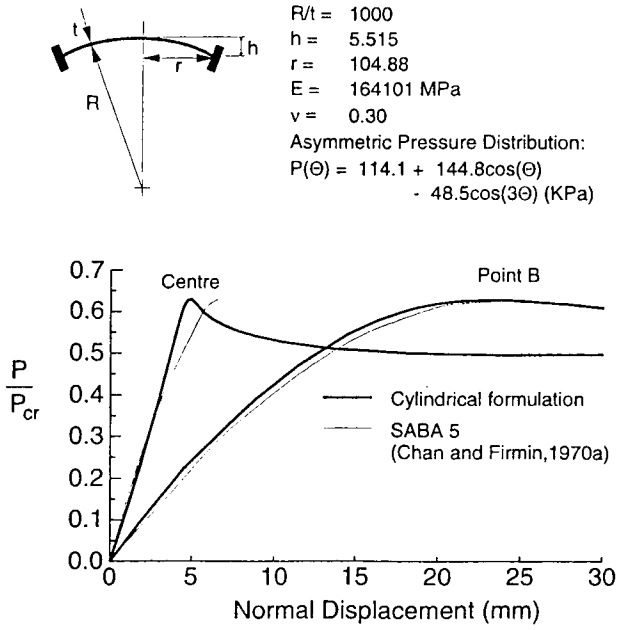 t
h
r
R
R/t = 1000
h = 5.515
r = 104.88
E = 164101 MPa
ν = 0.30
Asymmetric Pressure Distribution:
P(Θ) = 114.1 + 144.8cos(Θ)
- 48.5cos(3Θ) (KPa)
0.7
0.6
0.5
0.4
0.3
0.2
0.1
0.0
P
Pcr
Centre
Point B
Cylindrical formulation
SABA 5
(Chan and Firmin,1970a)
0 5 10 15 20 25 30
Normal Displacement (mm)